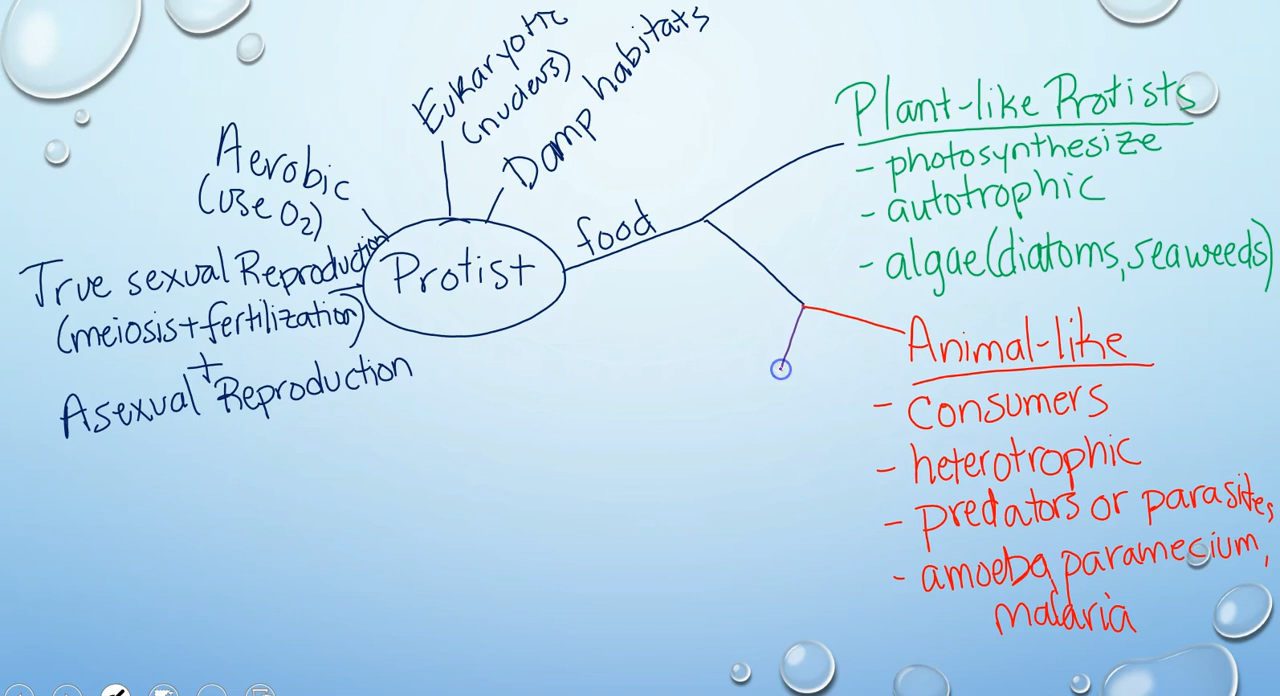 Eukaryotic
(nucleus)
Damp habitats
Aerobic
(use O₂)
True sexual Reproduction
(meiosis + fertilization)
+
Asexual Reproduction
Protist
food
Plant-like Protists
- photosynthesize
- autotrophic
- algae (diatoms, seaweeds)
Animal-like
- Consumers
- heterotrophic
- predators or parasites
- amoeba, paramecium,
malaria